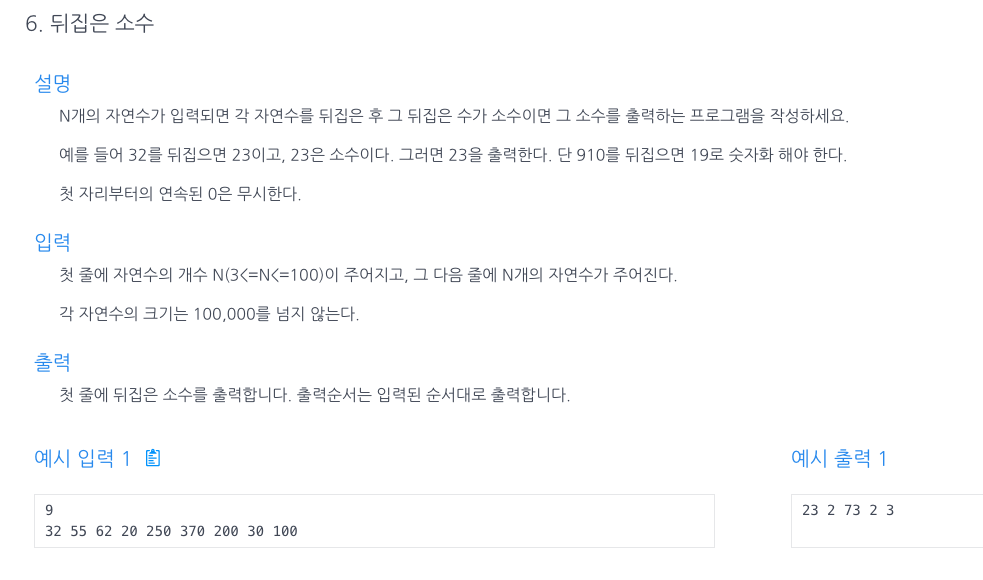 6. 뒤집은 소수
설명
N개의 자연수가 입력되면 각 자연수를 뒤집은 후 그 뒤집은 수가 소수이면 그 소수를 출력하는 프로그램을 작성하세요.
예를 들어 32를 뒤집으면 23이고, 23은 소수이다. 그러면 23을 출력한다. 단 910를 뒤집으면 19로 숫자화 해야 한다.
첫 자리부터의 연속된 0은 무시한다.
입력
첫 줄에 자연수의 개수 N(3<=N<=100)이 주어지고, 그 다음 줄에 N개의 자연수가 주어진다.
각 자연수의 크기는 100,000를 넘지 않는다.
출력
첫 줄에 뒤집은 소수를 출력합니다. 출력순서는 입력된 순서대로 출력합니다.
예시 입력 1
9
32 55 62 20 250 370 200 30 100
예시 출력 1
23 2 73 2 3